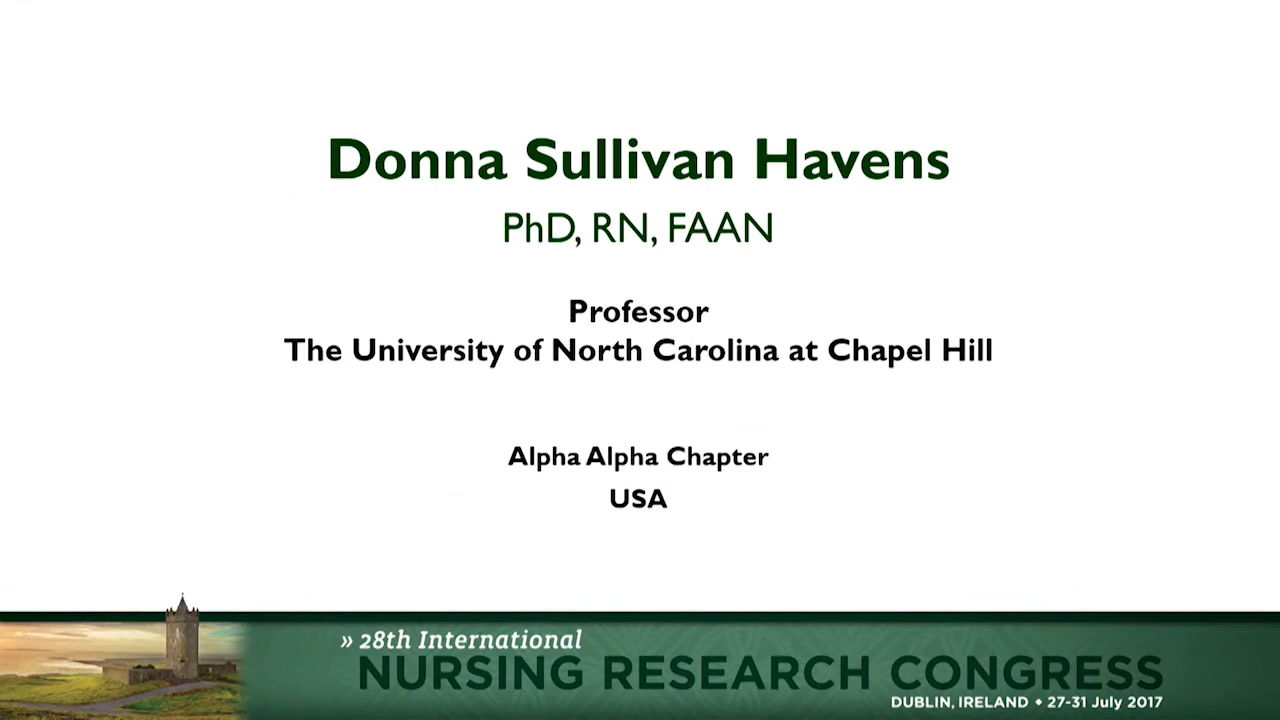 Donna Sullivan Havens
PhD, RN, FAAN
Professor
The University of North Carolina at Chapel Hill
Alpha Alpha Chapter
USA
» 28th International
NURSING RESEARCH CONGRESS
DUBLIN, IRELAND • 27-31 July 2017